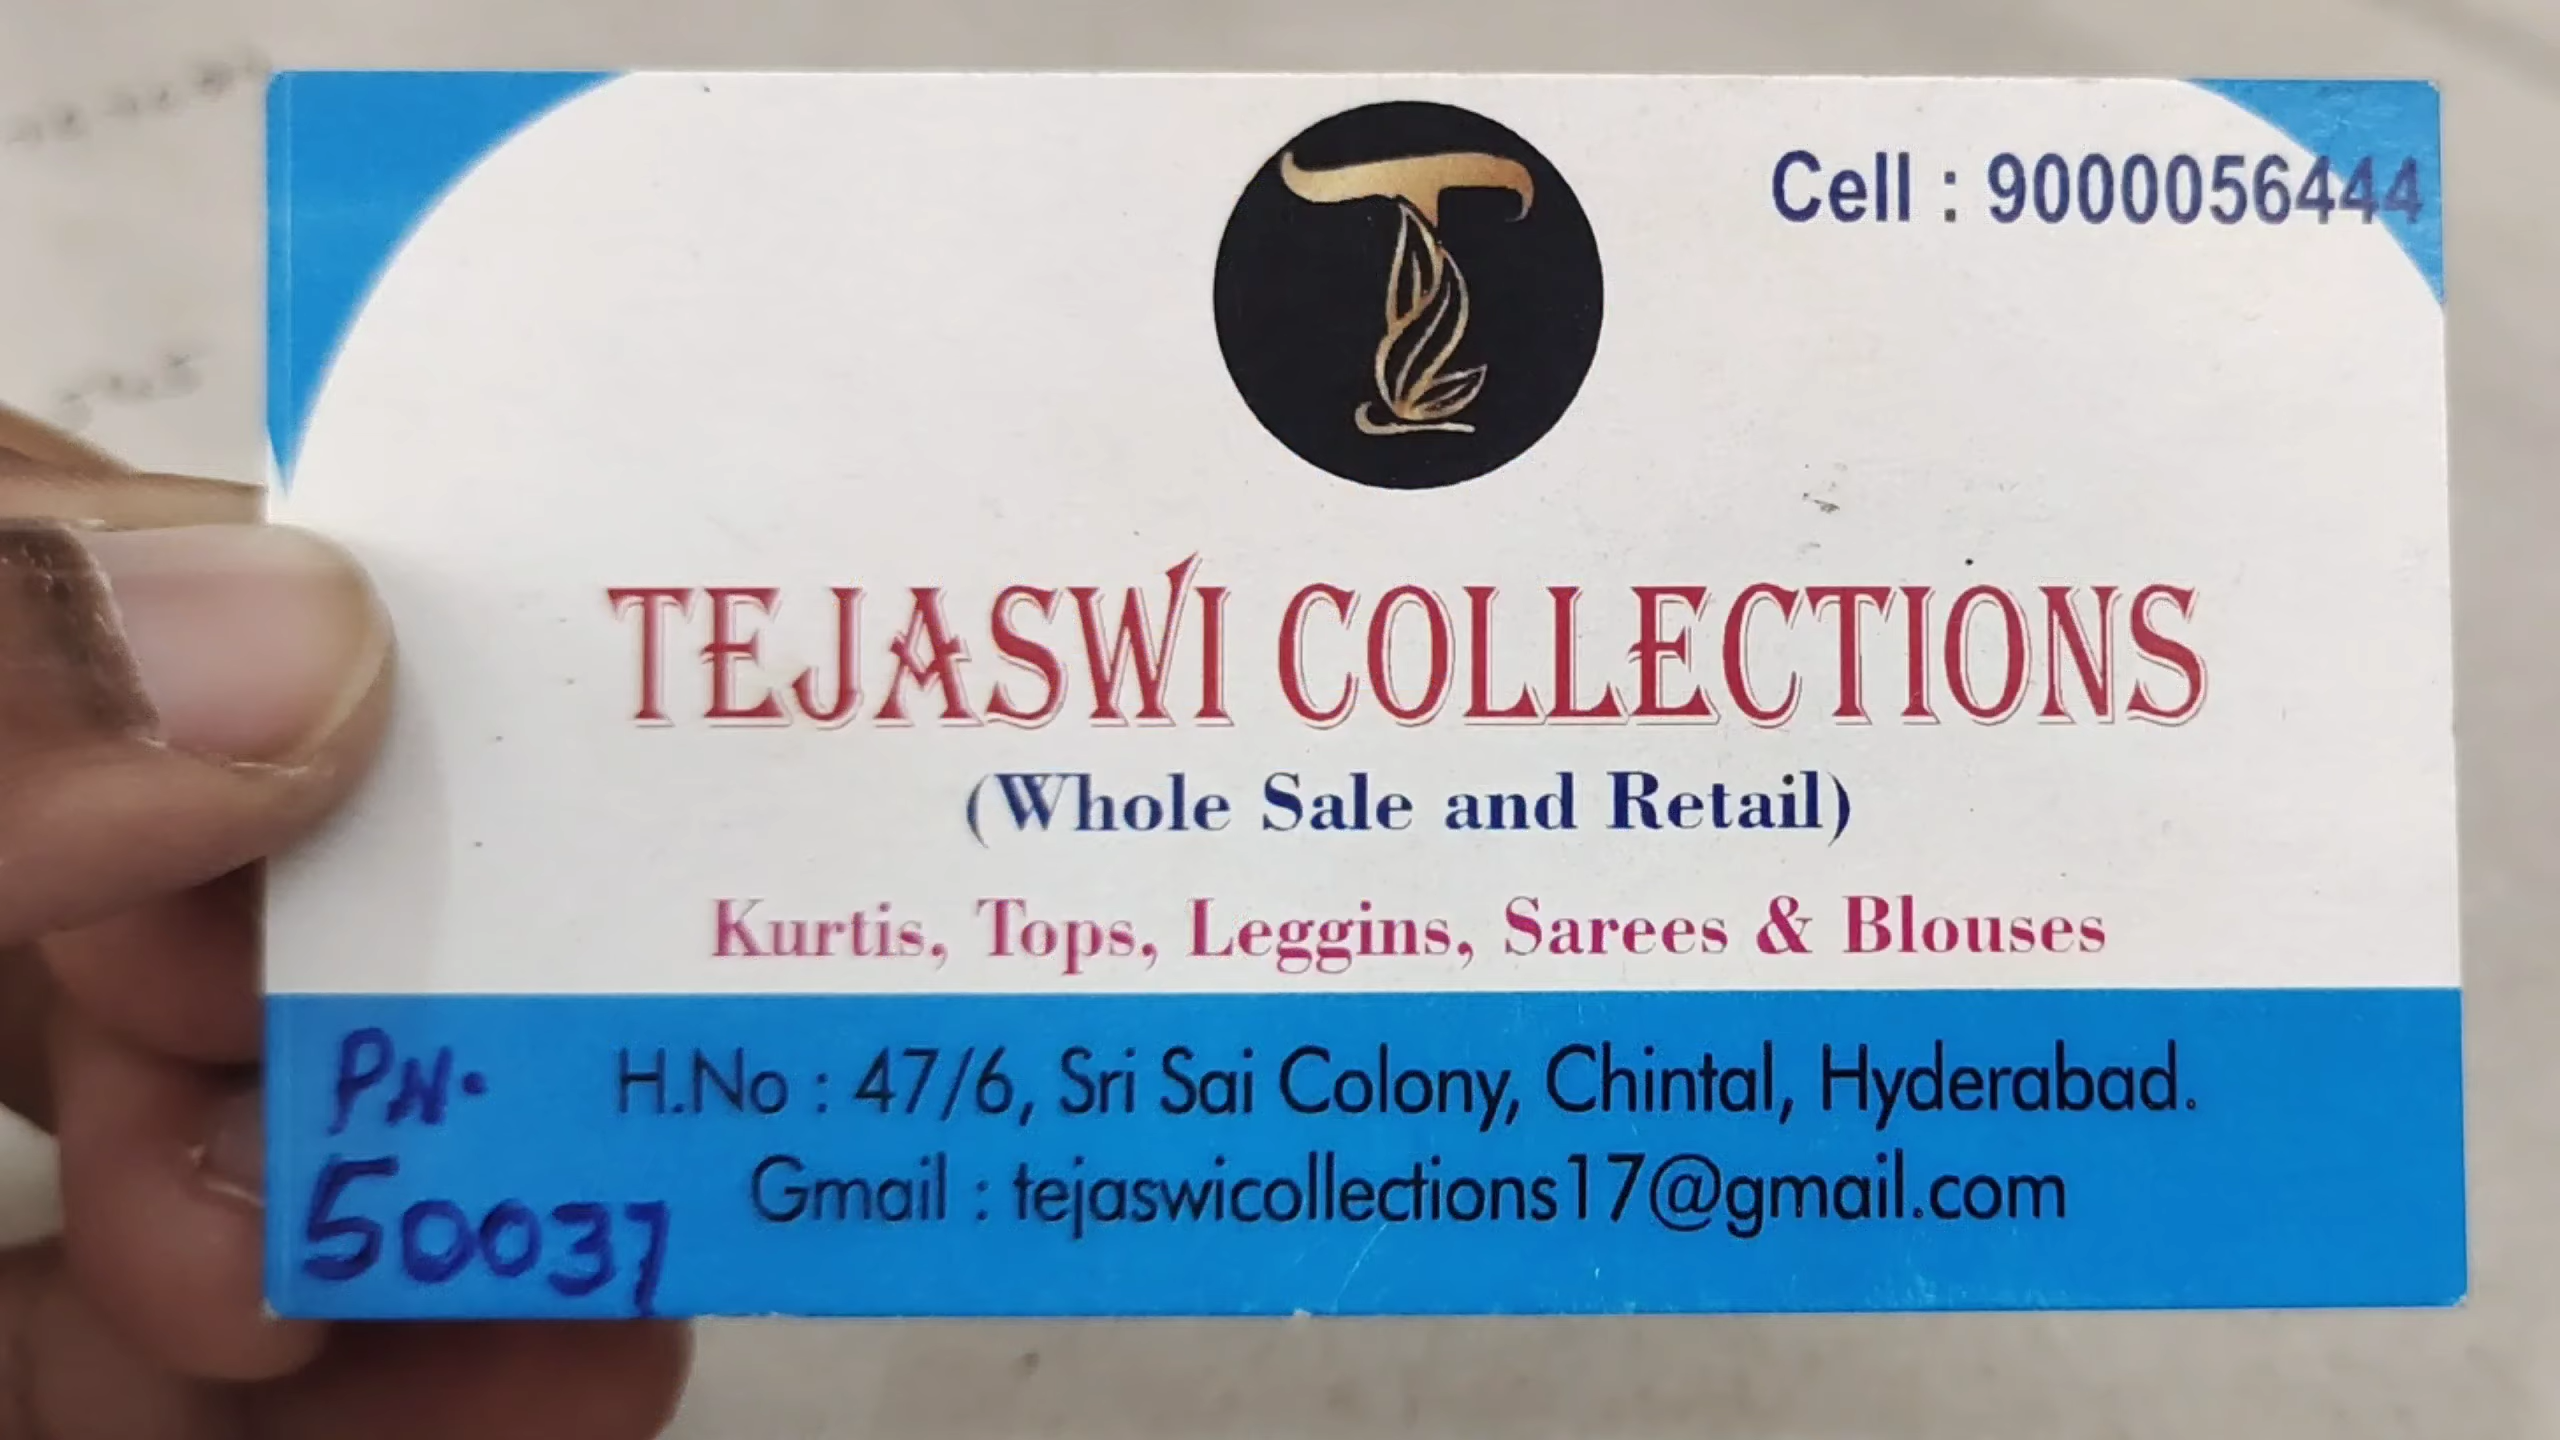 Cell : 9000056444
TEJASWI COLLECTIONS
(Whole Sale and Retail)
Kurtis, Tops, Leggins, Sarees & Blouses
PN.
50037
H.No : 47/6, Sri Sai Colony, Chintal, Hyderabad.
Gmail : tejaswicollections17@gmail.com